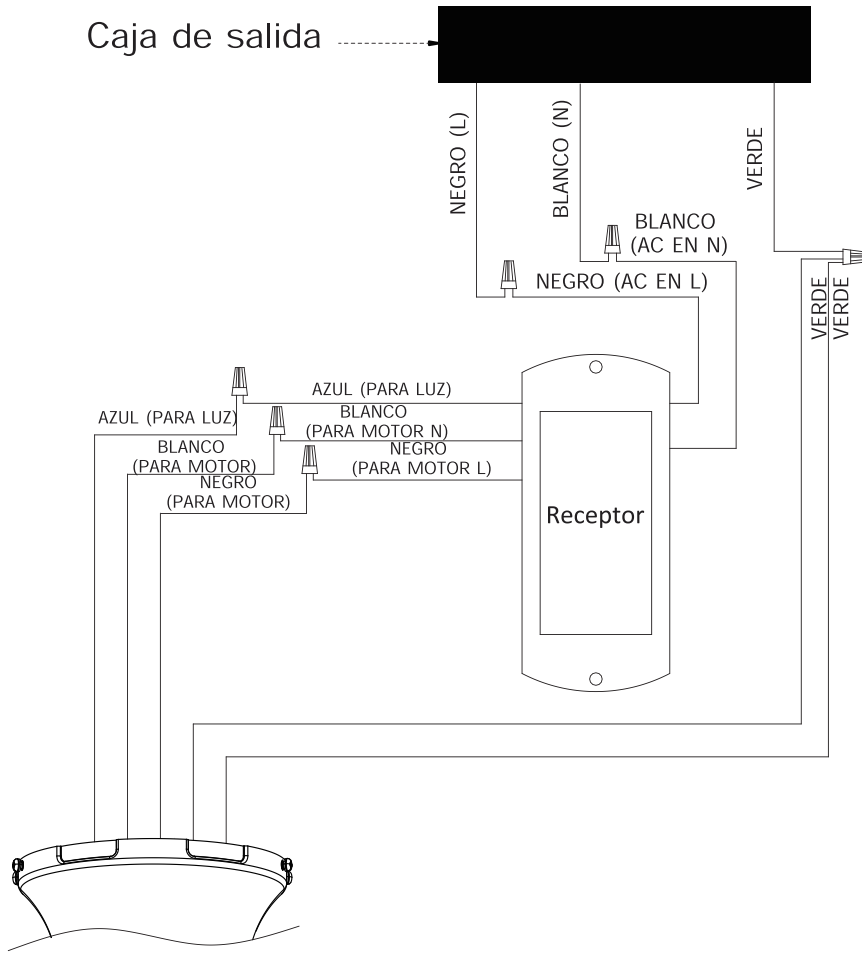 Caja de salida
NEGRO (L)
BLANCO (N)
VERDE
BLANCO
(AC EN N)
NEGRO (AC EN L)
VERDE
VERDE
AZUL (PARA LUZ)
AZUL (PARA LUZ)
BLANCO
(PARA MOTOR N)
BLANCO
(PARA MOTOR)
NEGRO
(PARA MOTOR L)
NEGRO
(PARA MOTOR)
Receptor